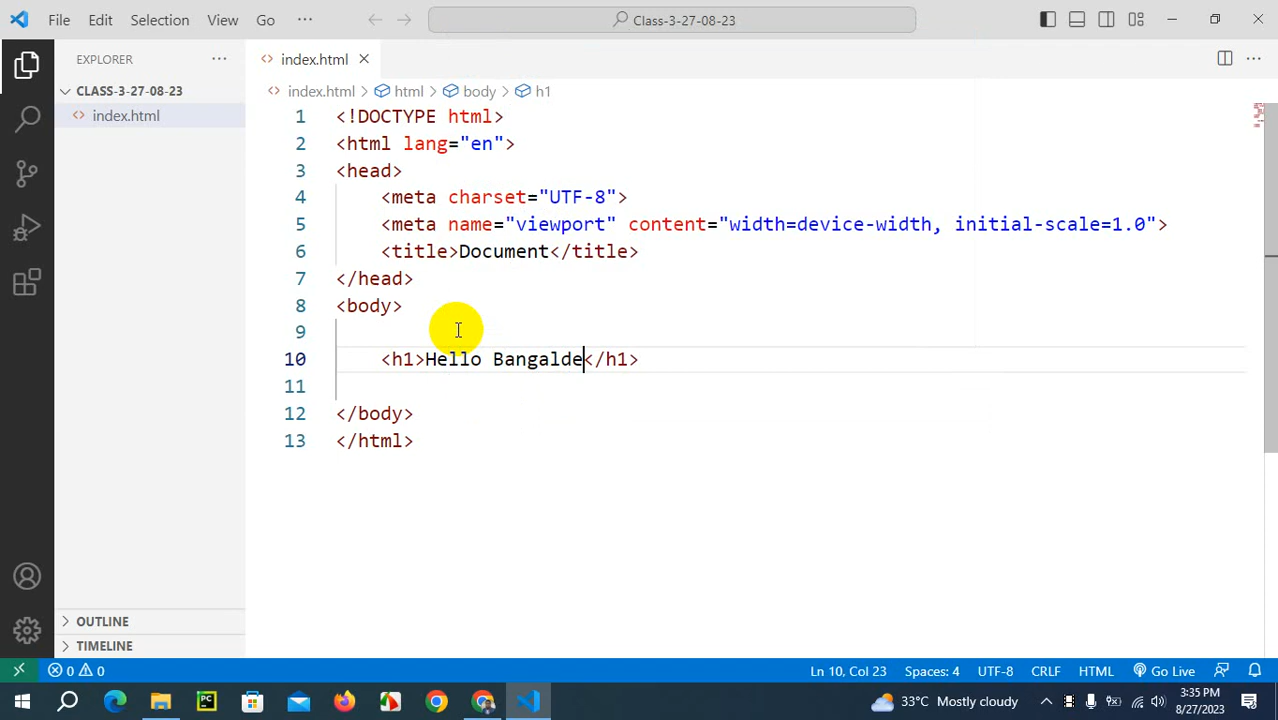 File Edit Selection View Go ··· Class-3-27-08-23
EXPLORER ···
index.html
CLASS-3-27-08-23
index.html
index.html > html > body > h1
1 <!DOCTYPE html>
2 <html lang="en">
3 <head>
4 <meta charset="UTF-8">
5 <meta name="viewport" content="width=device-width, initial-scale=1.0">
6 <title>Document</title>
7 </head>
8 <body>
9
10 <h1>Hello Bangalde</h1>
11
12 </body>
13 </html>
OUTLINE
TIMELINE
0 0 Ln 10, Col 23 Spaces: 4 UTF-8 CRLF HTML Go Live
PC 33°C Mostly cloudy 3:35 PM
8/27/2023